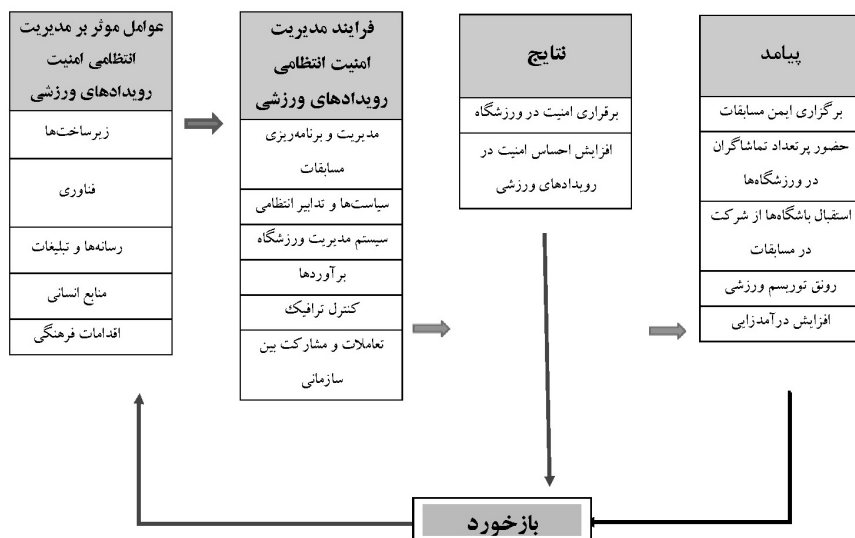 عوامل موثر بر مدیریت
انتظامی امنیت
رویدادهای ورزشی
زیرساخت‌ها
فناوری
رسانه‌ها و تبلیغات
منابع انسانی
اقدامات فرهنگی
فرایند مدیریت
امنیت انتظامی
رویدادهای ورزشی
مدیریت و برنامه‌ریزی
مسابقات
سیاست‌ها و تدابیر انتظامی
سیستم مدیریت ورزشگاه
برآوردها
کنترل ترافیک
تعاملات و مشارکت بین
سازمانی
نتایج
برقراری امنیت در ورزشگاه
افزایش احساس امنیت در
رویدادهای ورزشی
پیامد
برگزاری ایمن مسابقات
حضور پرتعداد تماشاگران
در ورزشگاه‌ها
استقبال باشگاه‌ها از شرکت
در مسابقات
رونق توریسم ورزشی
افزایش درآمدزایی
بازخورد